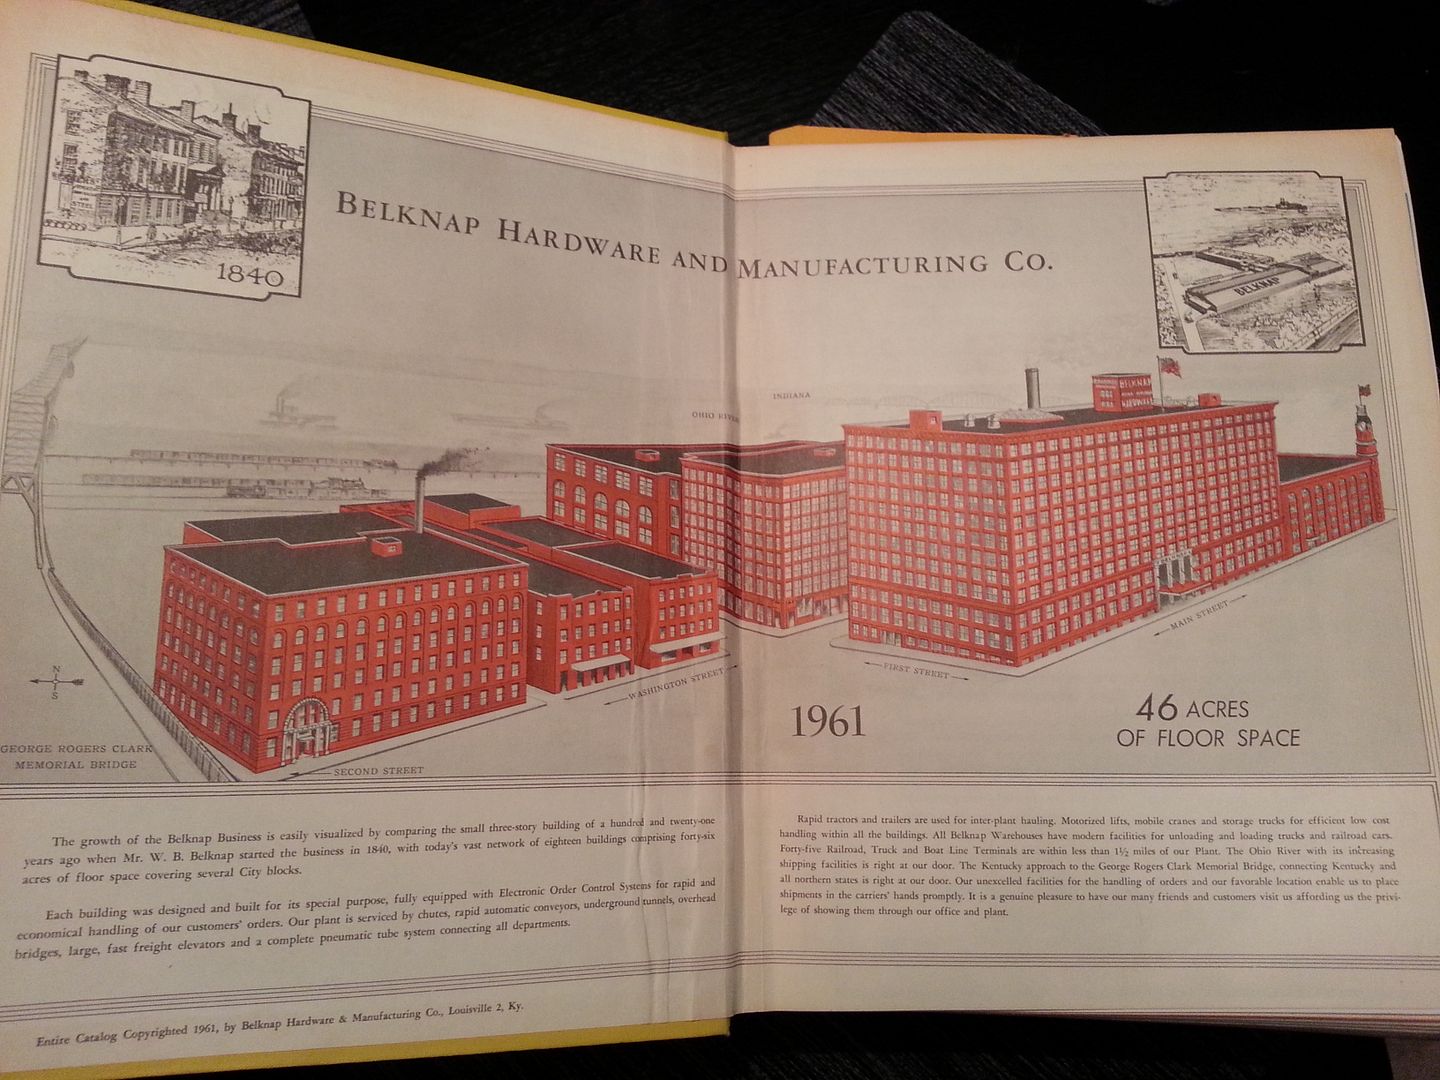 1840
BELKNAP HARDWARE AND MANUFACTURING CO.
BELKNAP
INDIANA
OHIO RIVER
BELKNAP
HARDWARE
N
S
GEORGE ROGERS CLARK
MEMORIAL BRIDGE
SECOND STREET
WASHINGTON STREET
FIRST STREET
MAIN STREET
1961
46 ACRES
OF FLOOR SPACE
The growth of the Belknap Business is easily visualized by comparing the small three-story building of a hundred and twenty-one
years ago when Mr. W. B. Belknap started the business in 1840, with today's vast network of eighteen buildings comprising forty-six
acres of floor space covering several City blocks.
Each building was designed and built for its special purpose, fully equipped with Electronic Order Control Systems for rapid and
economical handling of our customers' orders. Our plant is serviced by chutes, rapid automatic conveyors, underground tunnels, overhead
bridges, large, fast freight elevators and a complete pneumatic tube system connecting all departments.
Entire Catalog Copyrighted 1961, by Belknap Hardware & Manufacturing Co., Louisville 2, Ky.
Rapid tractors and trailers are used for inter-plant hauling. Motorized lifts, mobile cranes and storage trucks for efficient low cost
handling within all the buildings. All Belknap Warehouses have modern facilities for unloading and loading trucks and railroad cars.
Forty-five Railroad, Truck and Boat Line Terminals are within less than 1½ miles of our Plant. The Ohio River with its increasing
shipping facilities is right at our door. The Kentucky approach to the George Rogers Clark Memorial Bridge, connecting Kentucky and
all northern states is right at our door. Our unexcelled facilities for the handling of orders and our favorable location enable us to place
shipments in the carriers' hands promptly. It is a genuine pleasure to have our many friends and customers visit us affording us the privi-
lege of showing them through our office and plant.